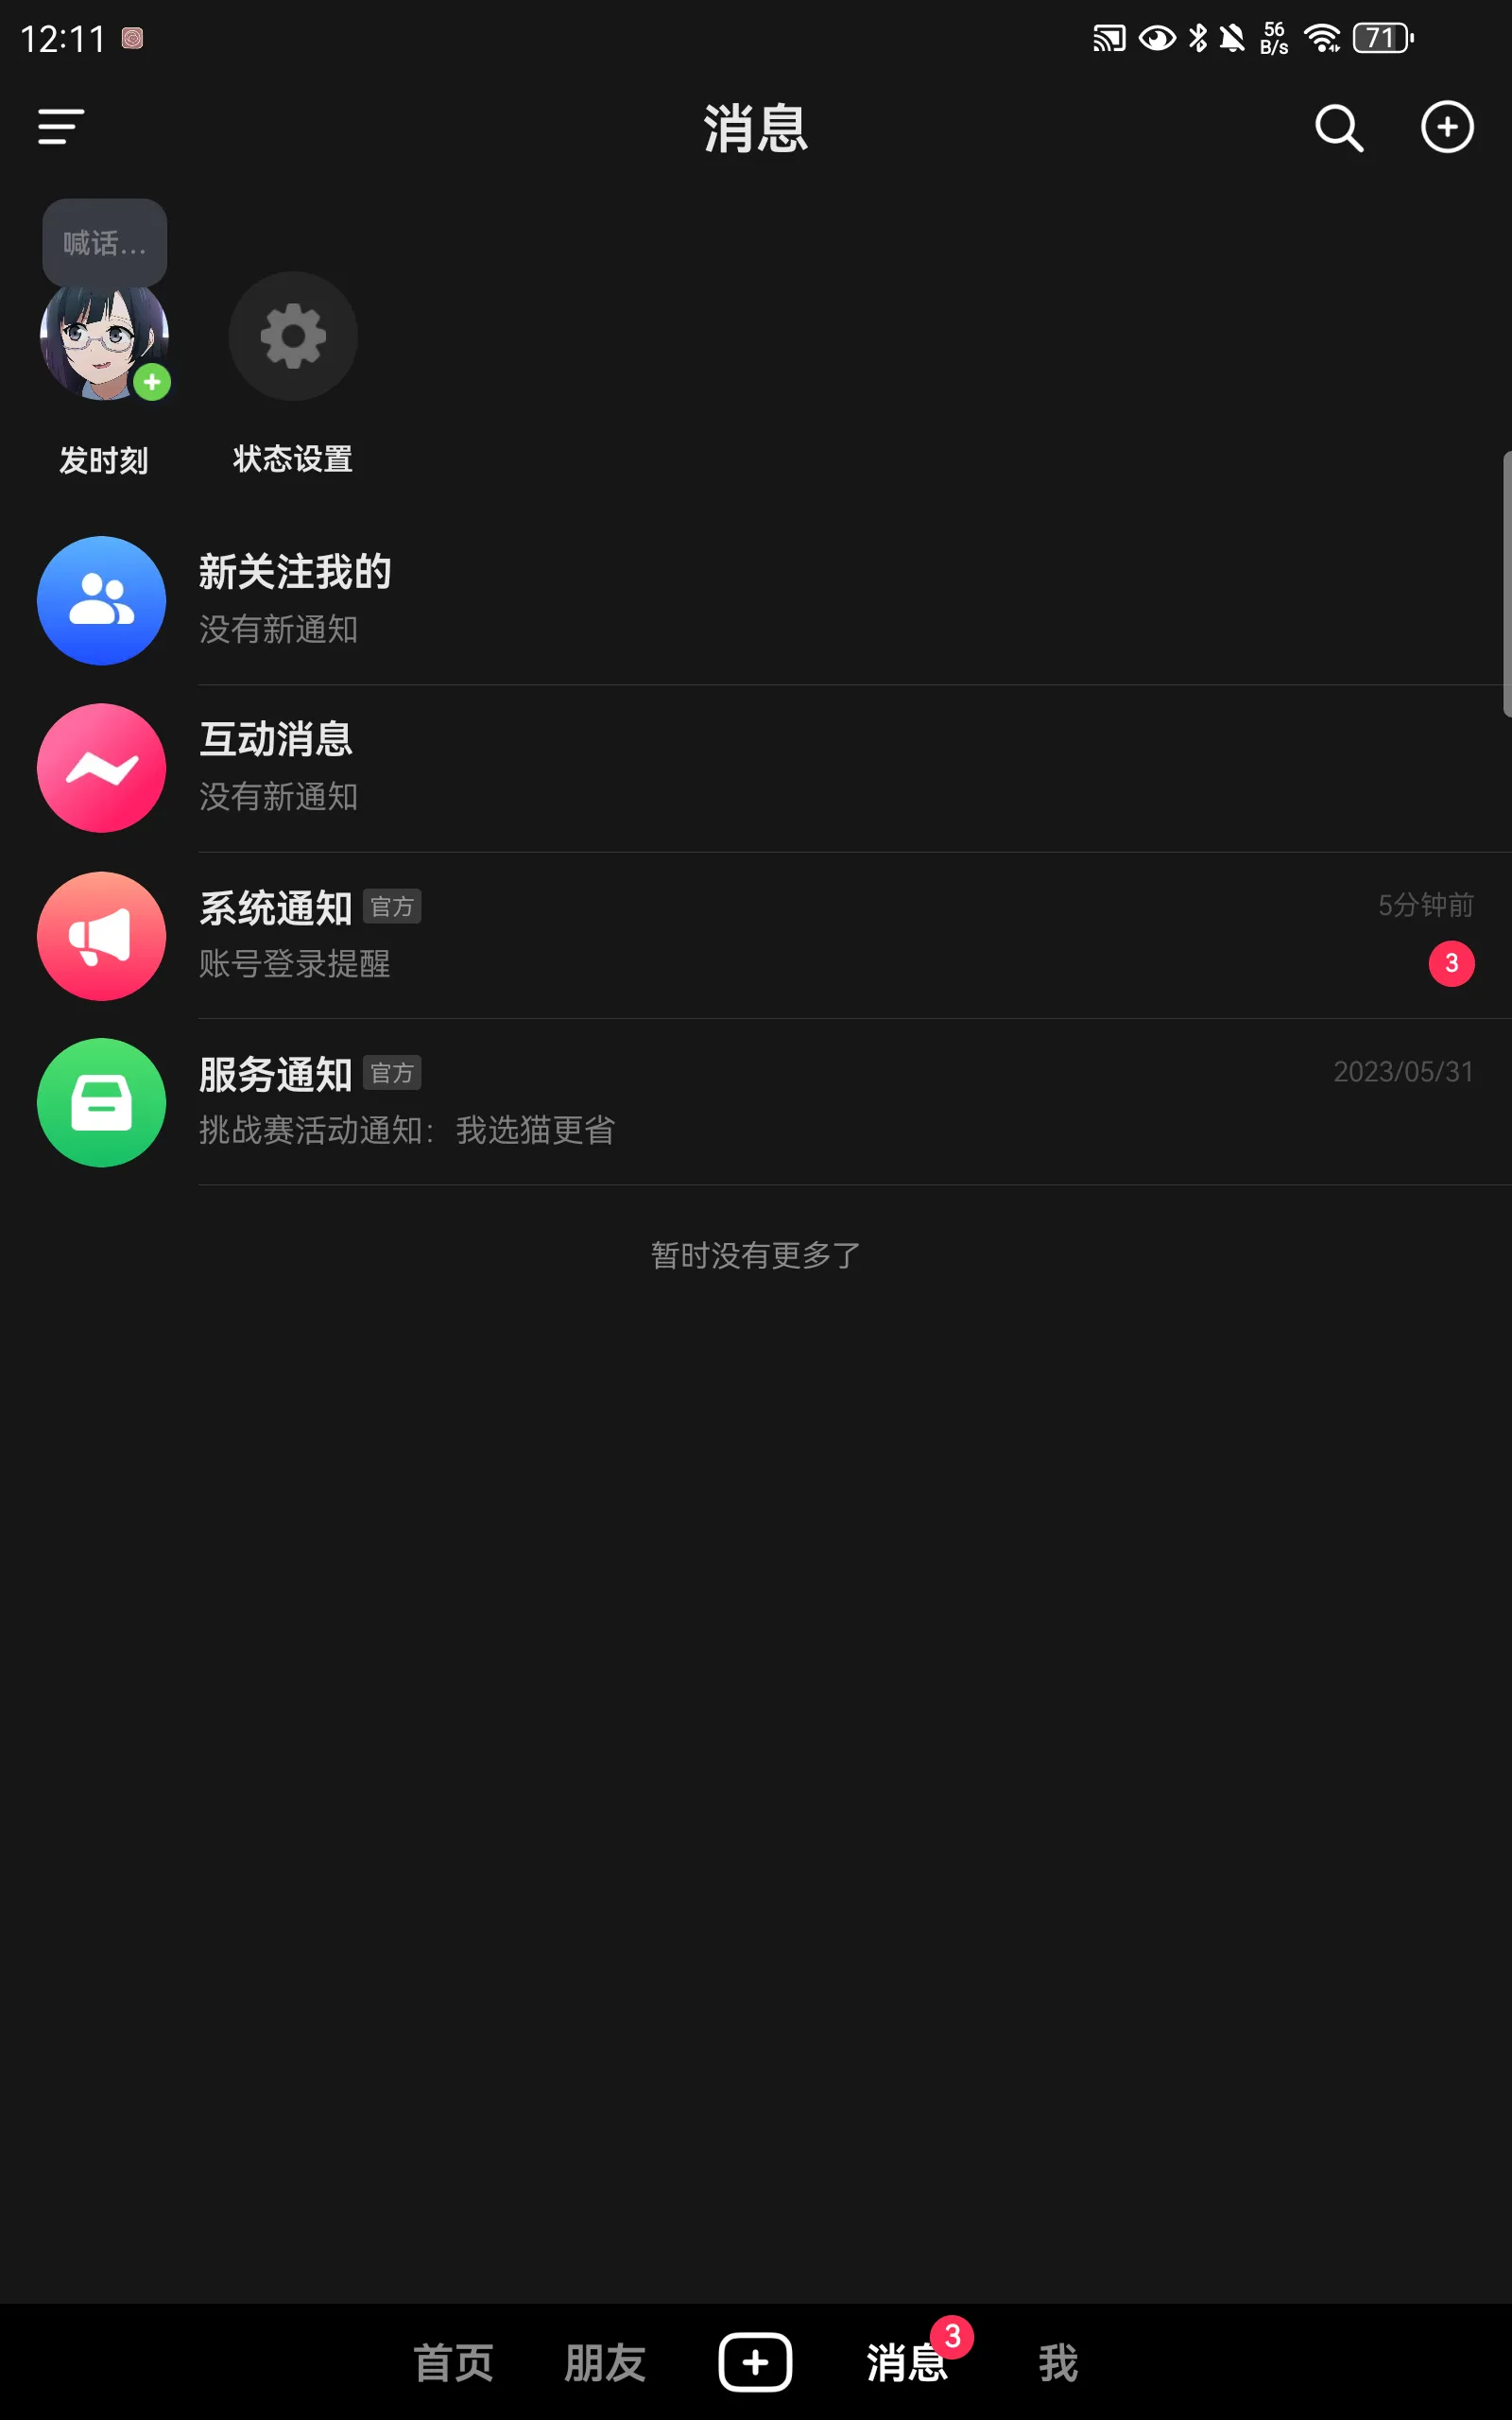 12:11
56
B/s
71
消息
喊话...
发时刻
状态设置
新关注我的
没有新通知
互动消息
没有新通知
系统通知 官方 5分钟前
账号登录提醒 3
服务通知 官方 2023/05/31
挑战赛活动通知：我选猫更省
暂时没有更多了
首页 朋友 消息 3 我